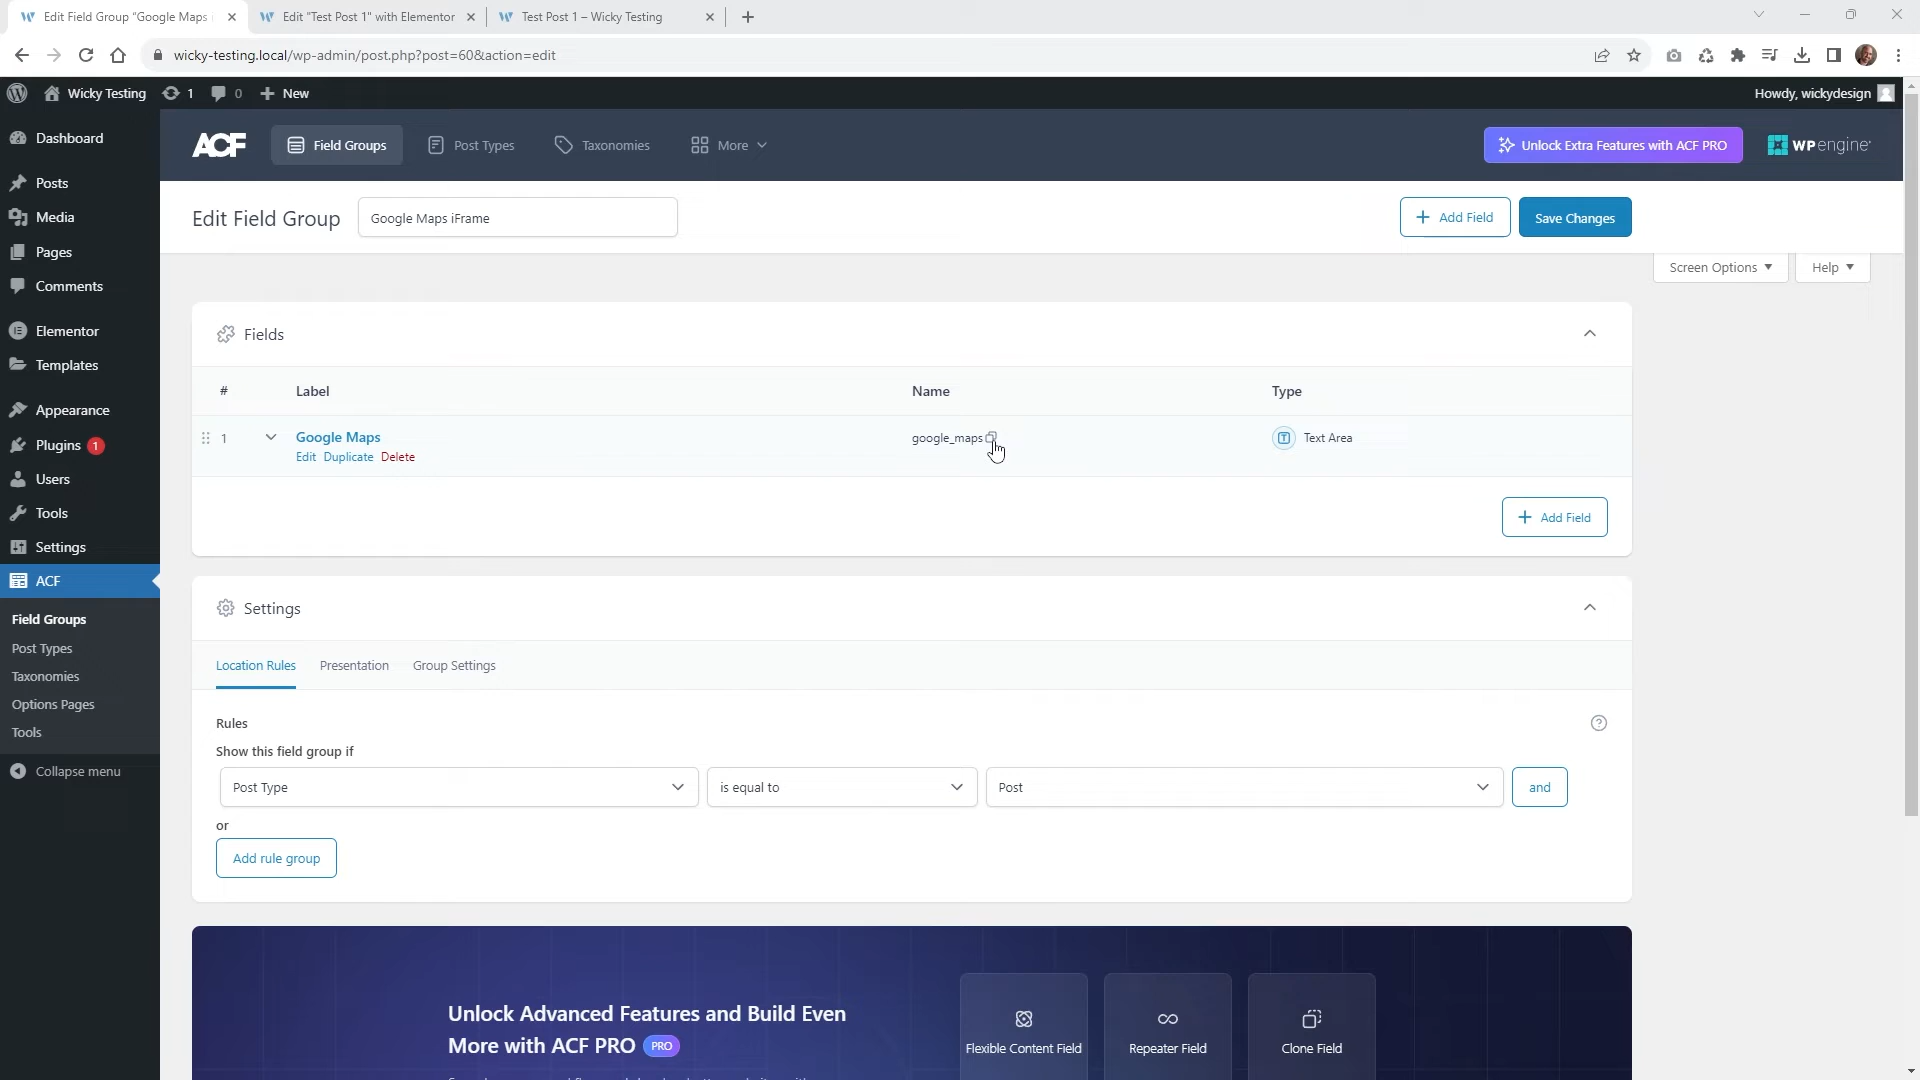 Edit Field Group "Google Maps
Edit "Test Post 1" with Elementor
Test Post 1 – Wicky Testing
wicky-testing.local/wp-admin/post.php?post=60&action=edit
Wicky Testing
1
0
New
Howdy, wickydesign
Dashboard
Posts
Media
Pages
Comments
Elementor
Templates
Appearance
Plugins 1
Users
Tools
Settings
ACF
Field Groups
Post Types
Taxonomies
Options Pages
Tools
Collapse menu
ACF
Field Groups
Post Types
Taxonomies
More
Unlock Extra Features with ACF PRO
WPengine
Edit Field Group
Google Maps iFrame
Add Field
Save Changes
Screen Options
Help
Fields
# Label Name Type
1 Google Maps google_maps Text Area
Edit Duplicate Delete
Add Field
Settings
Location Rules Presentation Group Settings
Rules
Show this field group if
Post Type is equal to Post and
or
Add rule group
Unlock Advanced Features and Build Even
More with ACF PRO PRO
Flexible Content Field
Repeater Field
Clone Field